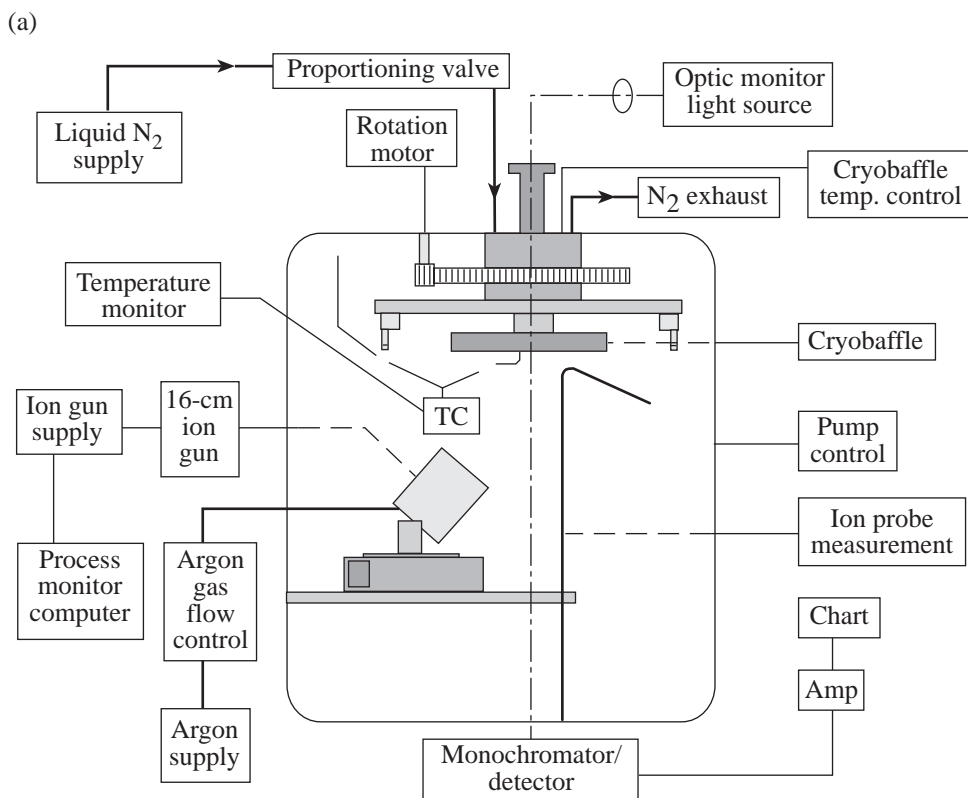 (a)
Proportioning valve
Optic monitor
light source
Liquid N₂
supply
Rotation
motor
Cryobaffle
temp. control
N₂ exhaust
Temperature
monitor
Cryobaffle
TC
Ion gun
supply
16-cm
ion
gun
Pump
control
Ion probe
measurement
Process
monitor
computer
Argon
gas
flow
control
Chart
Amp
Argon
supply
Monochromator/
detector